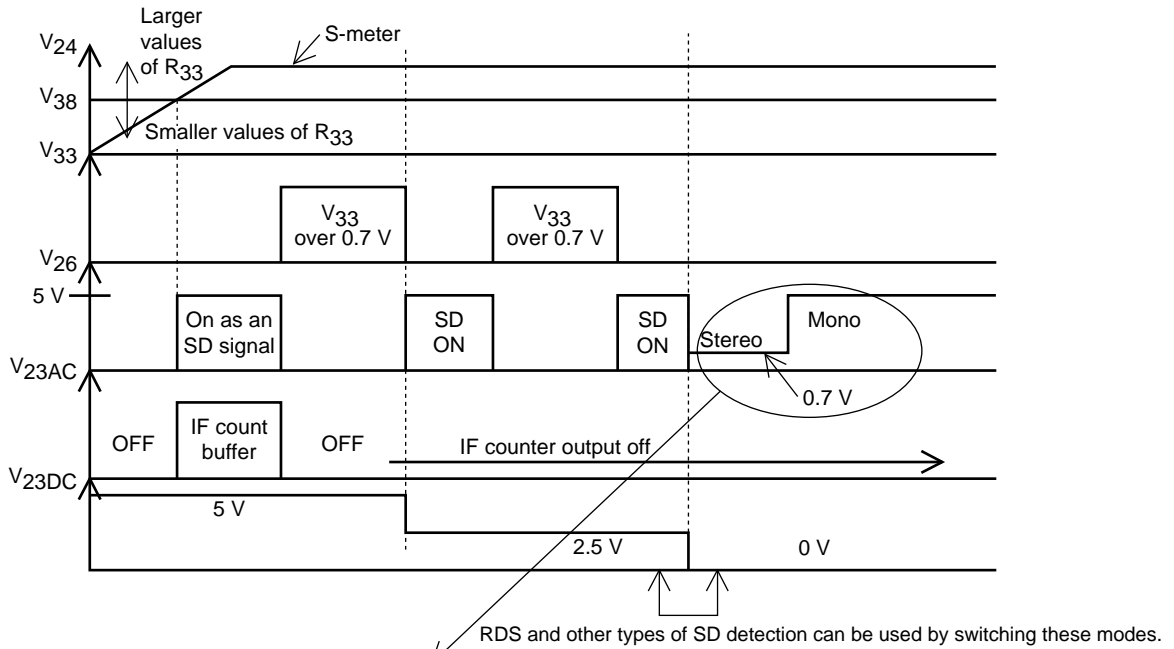 Larger
values
of R33
V24
S-meter
V38
Smaller values of R33
V33
V33
over 0.7 V
V33
over 0.7 V
V26
5 V
On as an
SD signal
SD
ON
SD
ON
Stereo
Mono
V23AC
0.7 V
OFF
IF count
buffer
OFF
IF counter output off
V23DC
5 V
2.5 V
0 V
RDS and other types of SD detection can be used by switching these modes.